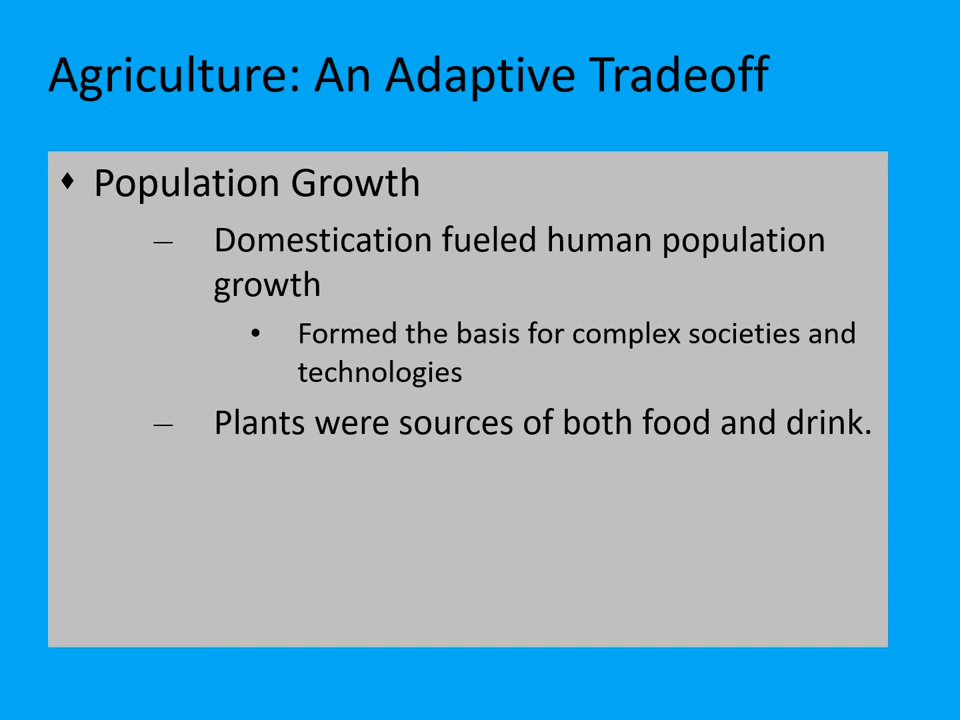 Agriculture: An Adaptive Tradeoff
♦ Population Growth
– Domestication fueled human population
growth
• Formed the basis for complex societies and
technologies
– Plants were sources of both food and drink.